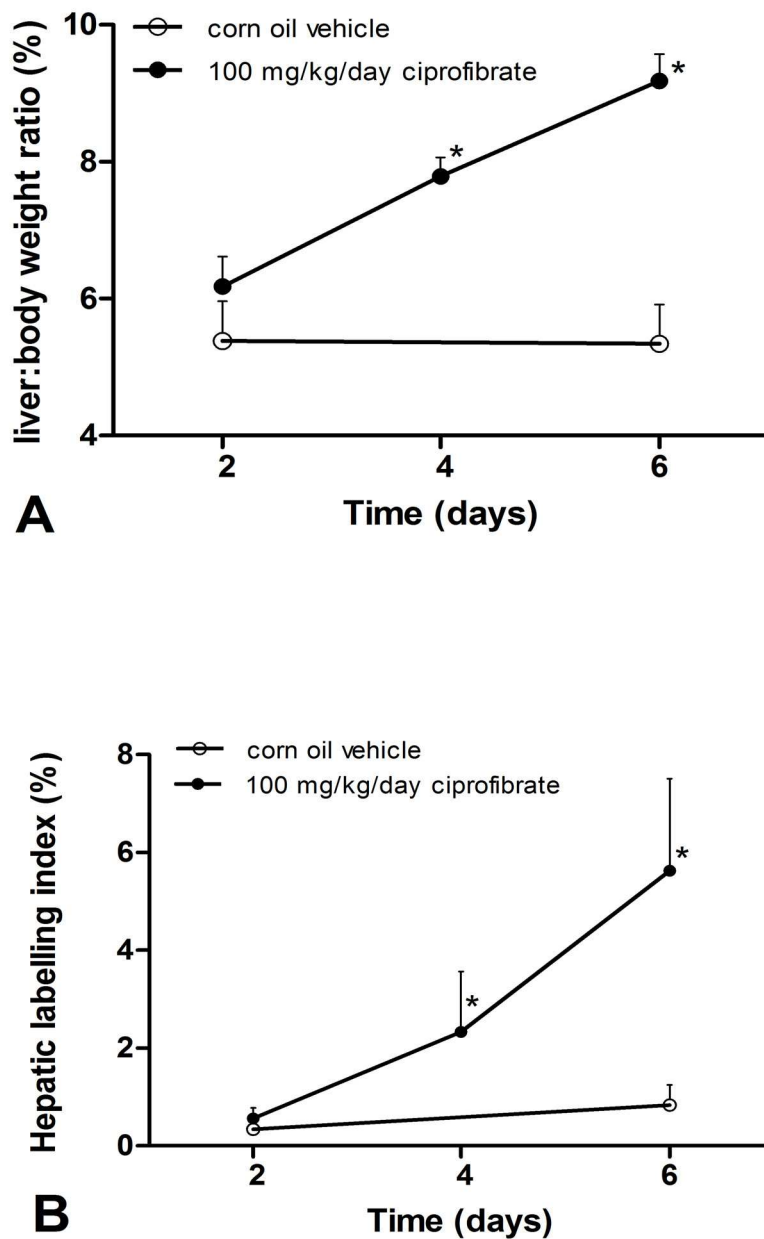 10
corn oil vehicle
100 mg/kg/day ciprofibrate
*
*
8
6
4
liver:body weight ratio (%)
2
4
6
Time (days)
A
8
corn oil vehicle
100 mg/kg/day ciprofibrate
6
*
4
*
2
0
Hepatic labelling index (%)
2
4
6
Time (days)
B